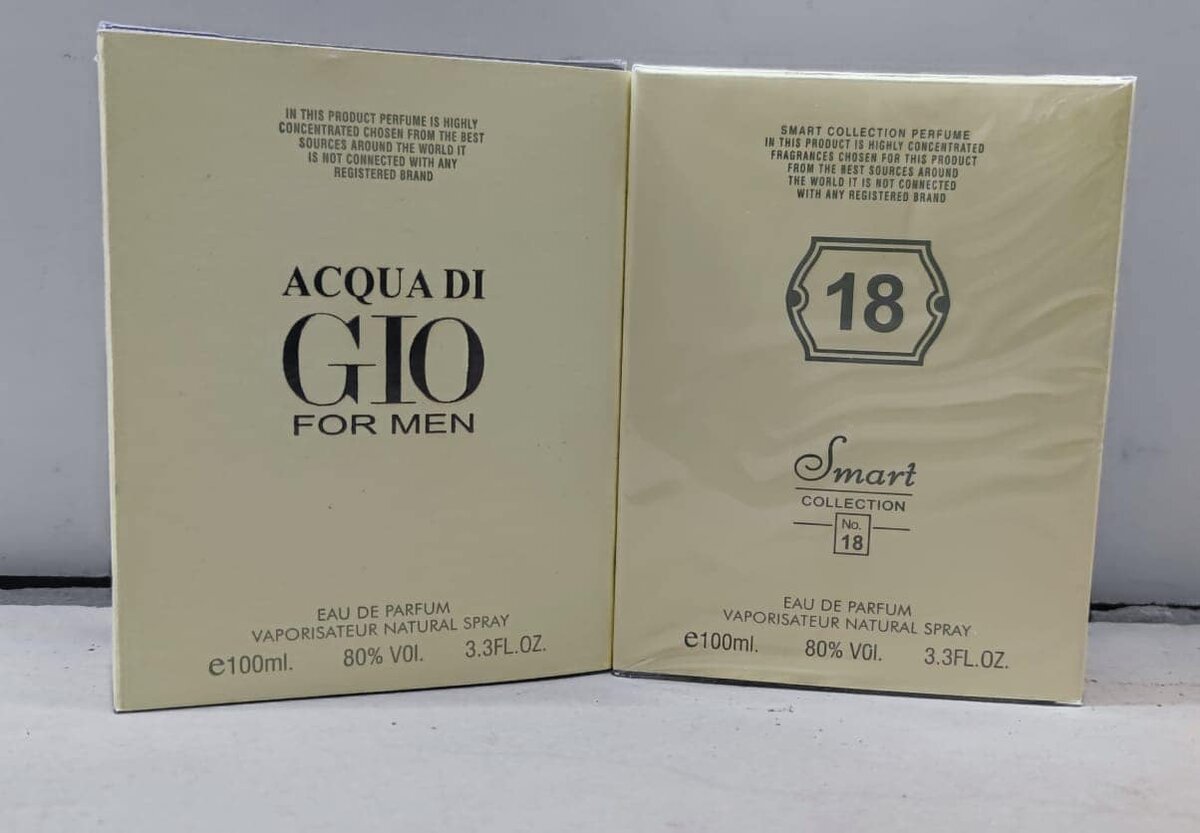 IN THIS PRODUCT PERFUME IS HIGHLY
CONCENTRATED CHOSEN FROM THE BEST
SOURCES AROUND THE WORLD IT
IS NOT CONNECTED WITH ANY
REGISTERED BRAND
ACQUA DI
GIO
FOR MEN
EAU DE PARFUM
VAPORISATEUR NATURAL SPRAY
e100ml. 80% VOl. 3.3FL.OZ.
SMART COLLECTION PERFUME
IN THIS PRODUCT IS HIGHLY CONCENTRATED
FRAGRANCES CHOSEN FOR THIS PRODUCT
FROM THE BEST SOURCES AROUND
THE WORLD IT IS NOT CONNECTED
WITH ANY REGISTERED BRAND
18
Smart
COLLECTION
No.
18
EAU DE PARFUM
VAPORISATEUR NATURAL SPRAY
e100ml. 80% VOl. 3.3FL.OZ.